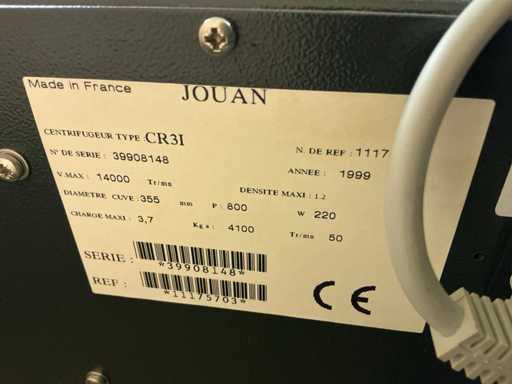 Made in France
JOUAN
CENTRIFUGEUR TYPE : CR3I
N. DE REF : 1117
N° DE SERIE : 39908148
ANNEE : 1999
V.MAX : 14000 Tr/mn
DENSITE MAXI : 1.2
DIAMETRE CUVE : 355 mm P : 800 W 220
CHARGE MAXI : 3,7 Kg a : 4100 Tr/mn 50
SERIE : *39908148*
REF : *11175703*
CE